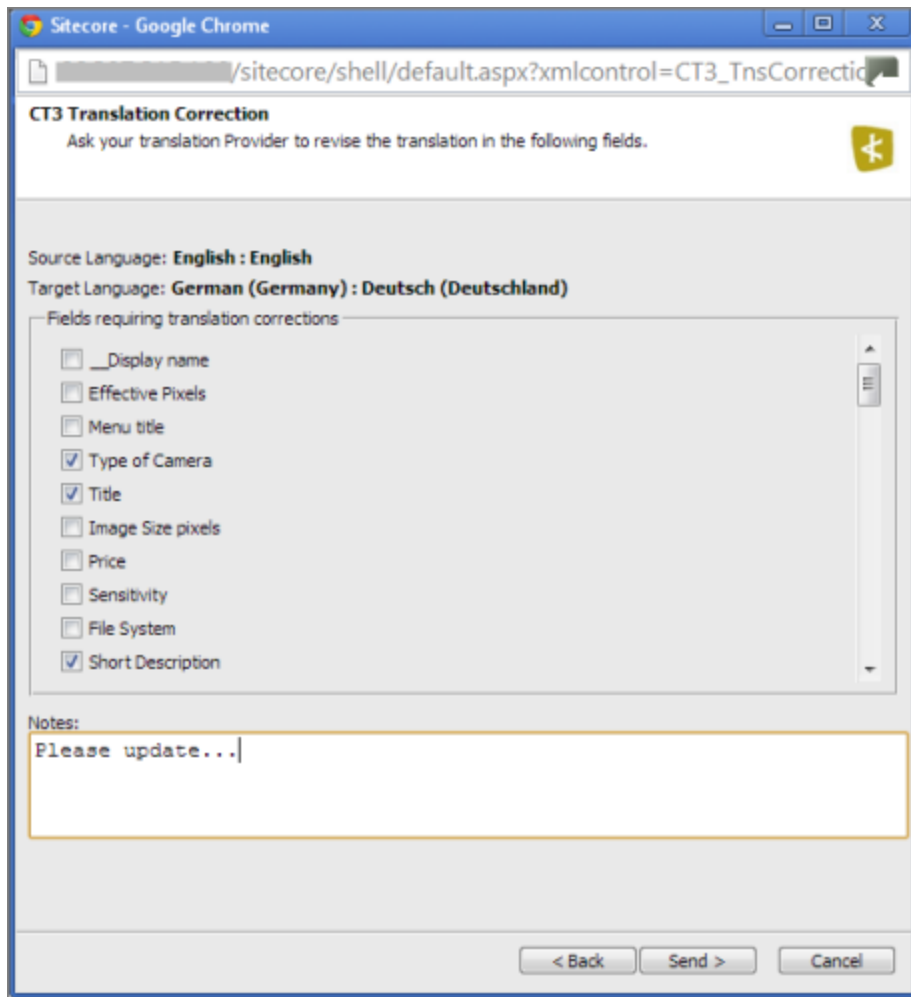 Sitecore - Google Chrome
/sitecore/shell/default.aspx?xmlcontrol=CT3_TnsCorrectio
CT3 Translation Correction
Ask your translation Provider to revise the translation in the following fields.
Source Language: English : English
Target Language: German (Germany) : Deutsch (Deutschland)
Fields requiring translation corrections
__Display name
Effective Pixels
Menu title
Type of Camera
Title
Image Size pixels
Price
Sensitivity
File System
Short Description
Notes:
Please update...
< Back Send > Cancel